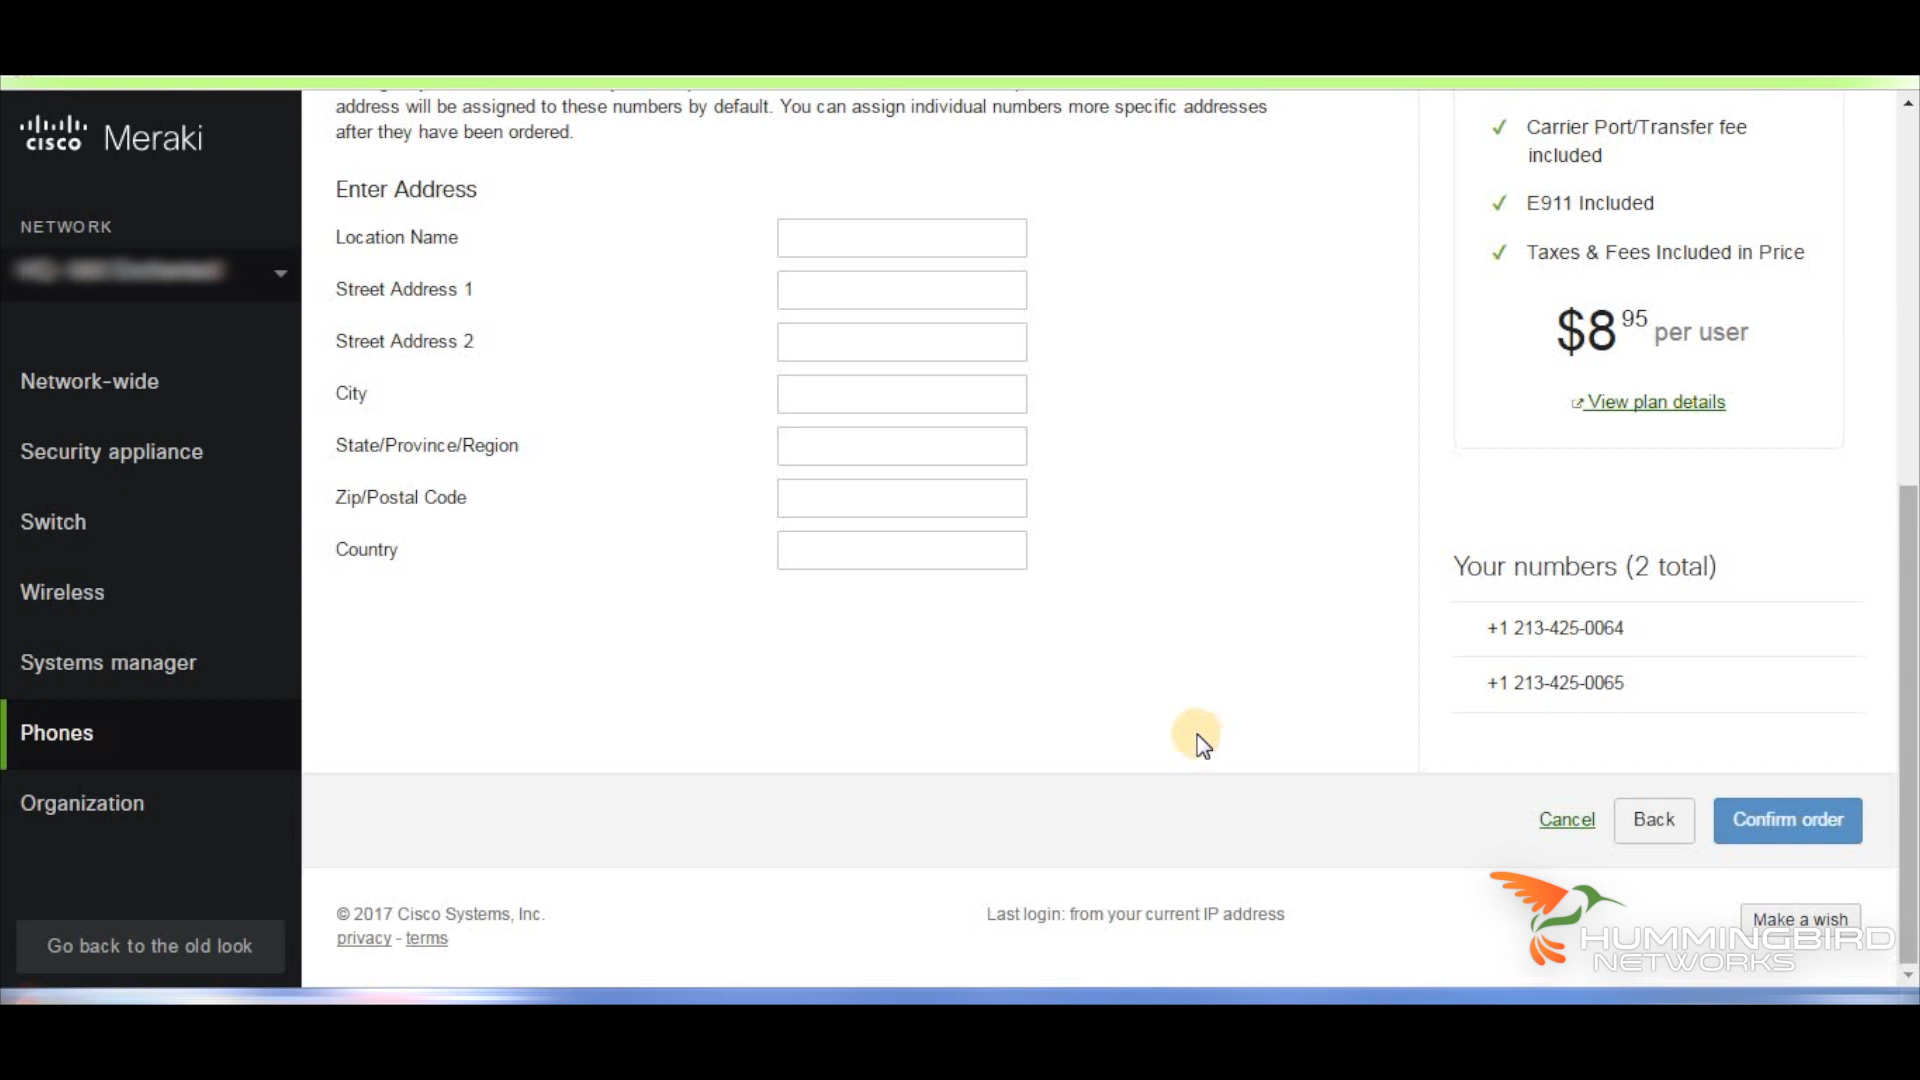 cisco Meraki
NETWORK
Network-wide
Security appliance
Switch
Wireless
Systems manager
Phones
Organization
Go back to the old look
address will be assigned to these numbers by default. You can assign individual numbers more specific addresses
after they have been ordered.
Enter Address
Location Name
Street Address 1
Street Address 2
City
State/Province/Region
Zip/Postal Code
Country
✓ Carrier Port/Transfer fee
included
✓ E911 Included
✓ Taxes & Fees Included in Price
$8 95 per user
View plan details
Your numbers (2 total)
+1 213-425-0064
+1 213-425-0065
Cancel
Back
Confirm order
© 2017 Cisco Systems, Inc.
privacy - terms
Last login: from your current IP address
Make a wish
HUMMINGBIRD
NETWORKS